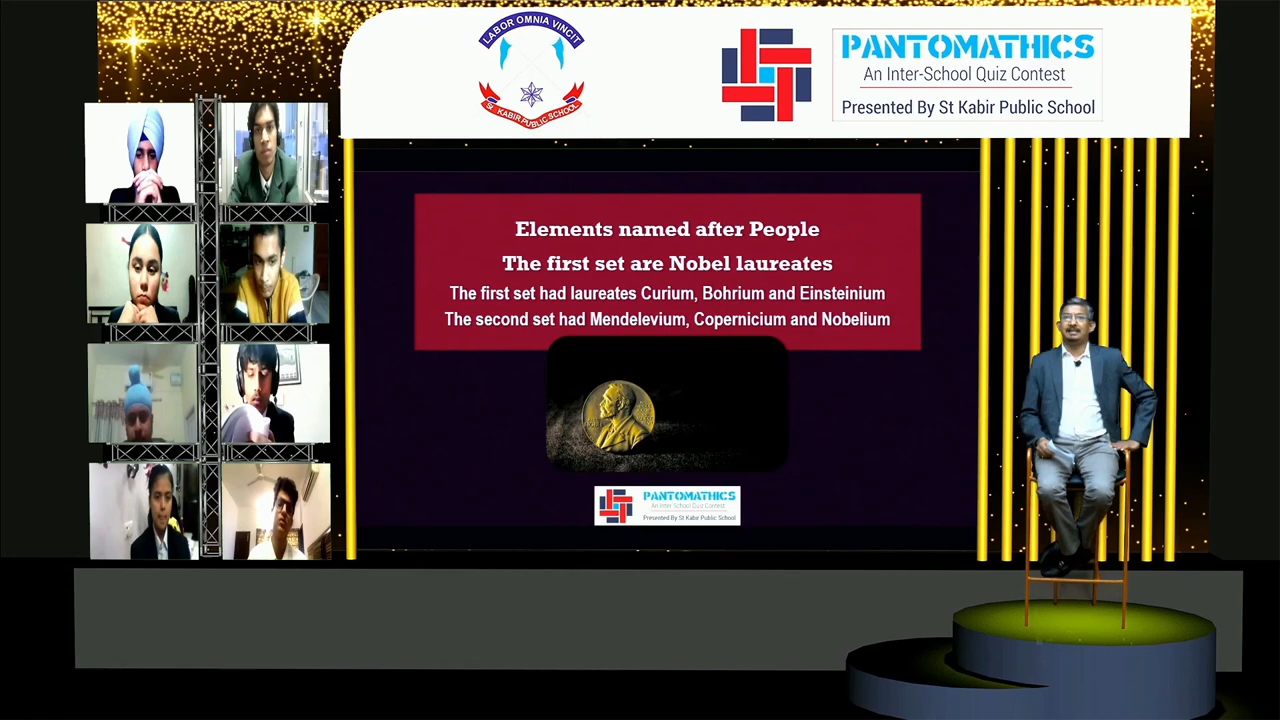 LABOR OMNIA VINCIT
ST KABIR PUBLIC SCHOOL
PANTOMATHICS
An Inter-School Quiz Contest
Presented By St Kabir Public School
Elements named after People
The first set are Nobel laureates
The first set had laureates Curium, Bohrium and Einsteinium
The second set had Mendelevium, Copernicium and Nobelium
PANTOMATHICS
An Inter School Quiz Contest
Presented By St Kabir Public School